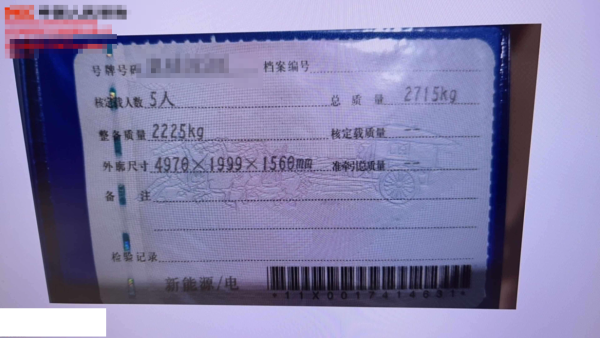 号牌号码 档案编号
核定载人数 5人 总质量 2715kg
整备质量 2225kg 核定载质量 --
外廓尺寸 4970×1999×1560mm 准牵引总质量 --
备注
检验记录
新能源/电
*11X0017414631*